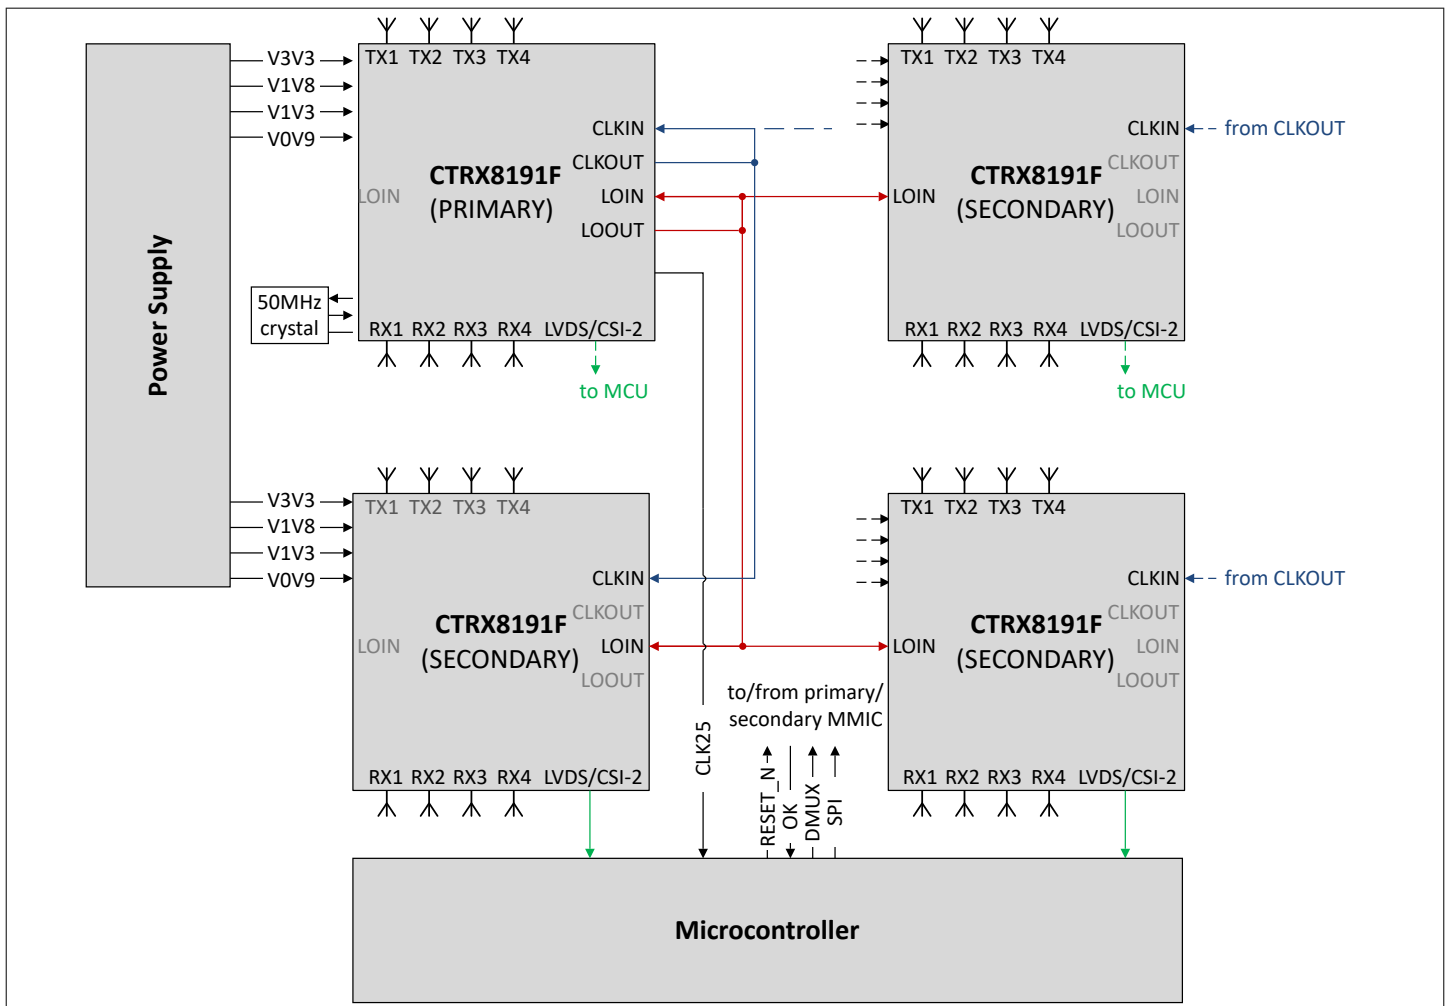 TX1 TX2 TX3 TX4
V3V3
V1V8
V1V3
V0V9
CLKIN
CLKOUT
LOIN
LOOUT
LOIN
CTRX8191F
(PRIMARY)
50MHz
crystal
RX1 RX2 RX3 RX4 LVDS/CSI-2
to MCU
TX1 TX2 TX3 TX4
CLKIN
from CLKOUT
CLKOUT
LOIN
LOOUT
LOIN
CTRX8191F
(SECONDARY)
RX1 RX2 RX3 RX4 LVDS/CSI-2
to MCU
Power Supply
V3V3
V1V8
V1V3
V0V9
TX1 TX2 TX3 TX4
CLKIN
CLKOUT
LOIN
LOOUT
LOIN
CTRX8191F
(SECONDARY)
RX1 RX2 RX3 RX4 LVDS/CSI-2
TX1 TX2 TX3 TX4
CLKIN
from CLKOUT
CLKOUT
LOIN
LOOUT
LOIN
CTRX8191F
(SECONDARY)
RX1 RX2 RX3 RX4 LVDS/CSI-2
to/from primary/
secondary MMIC
CLK25
RESET_N
OK
DMUX
SPI
Microcontroller